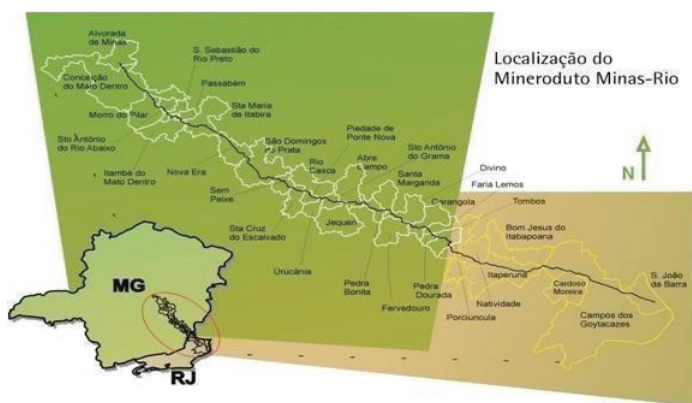 Localização do
Mineroduto Minas-Rio
N
Alvorada
de Minas
S. Sebastião do
Rio Preto
Conceição
do Mato Dentro
Passabém
Sta Maria
de Itabira
Morro do Pilar
Sto Antônio
do Rio Abaixo
São Domingos
do Prata
Piedade de
Ponte Nova
Rio
Casca
Abre
Campo
Sto Antônio
do Grama
Itambé do
Mato Dentro
Nova Era
Santa
Margarida
Divino
Faria Lemos
Sem
Peixe
Carangola
Tombos
Sta Cruz
do Escalvado
Jequeri
Bom Jesus do
Itabapoana
Urucânia
Pedra
Bonita
Fervedouro
Pedra
Dourada
Itaperuna
Natividade
Porciúncula
Cardoso
Moreira
S. João
da Barra
Campos dos
Goytacazes
MG
RJ